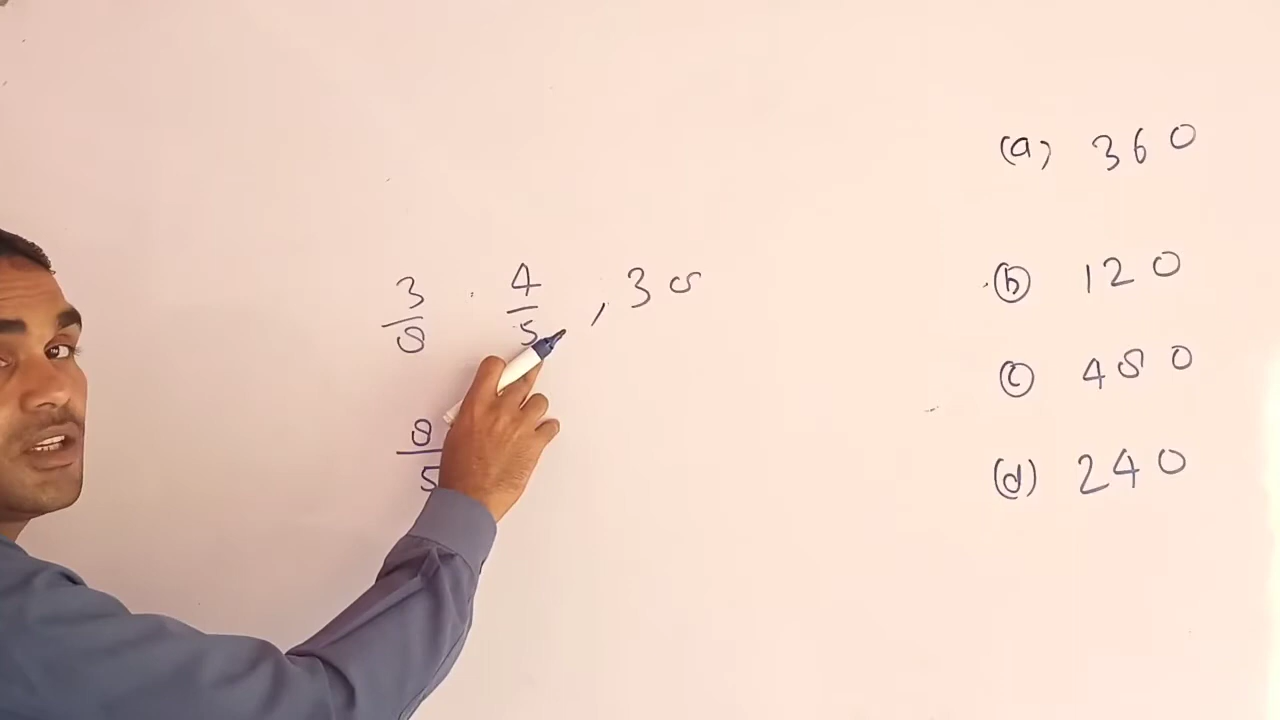 (a) 360
3/8 . 4/5 , 30
(b) 120
(c) 480
8/5
(d) 240